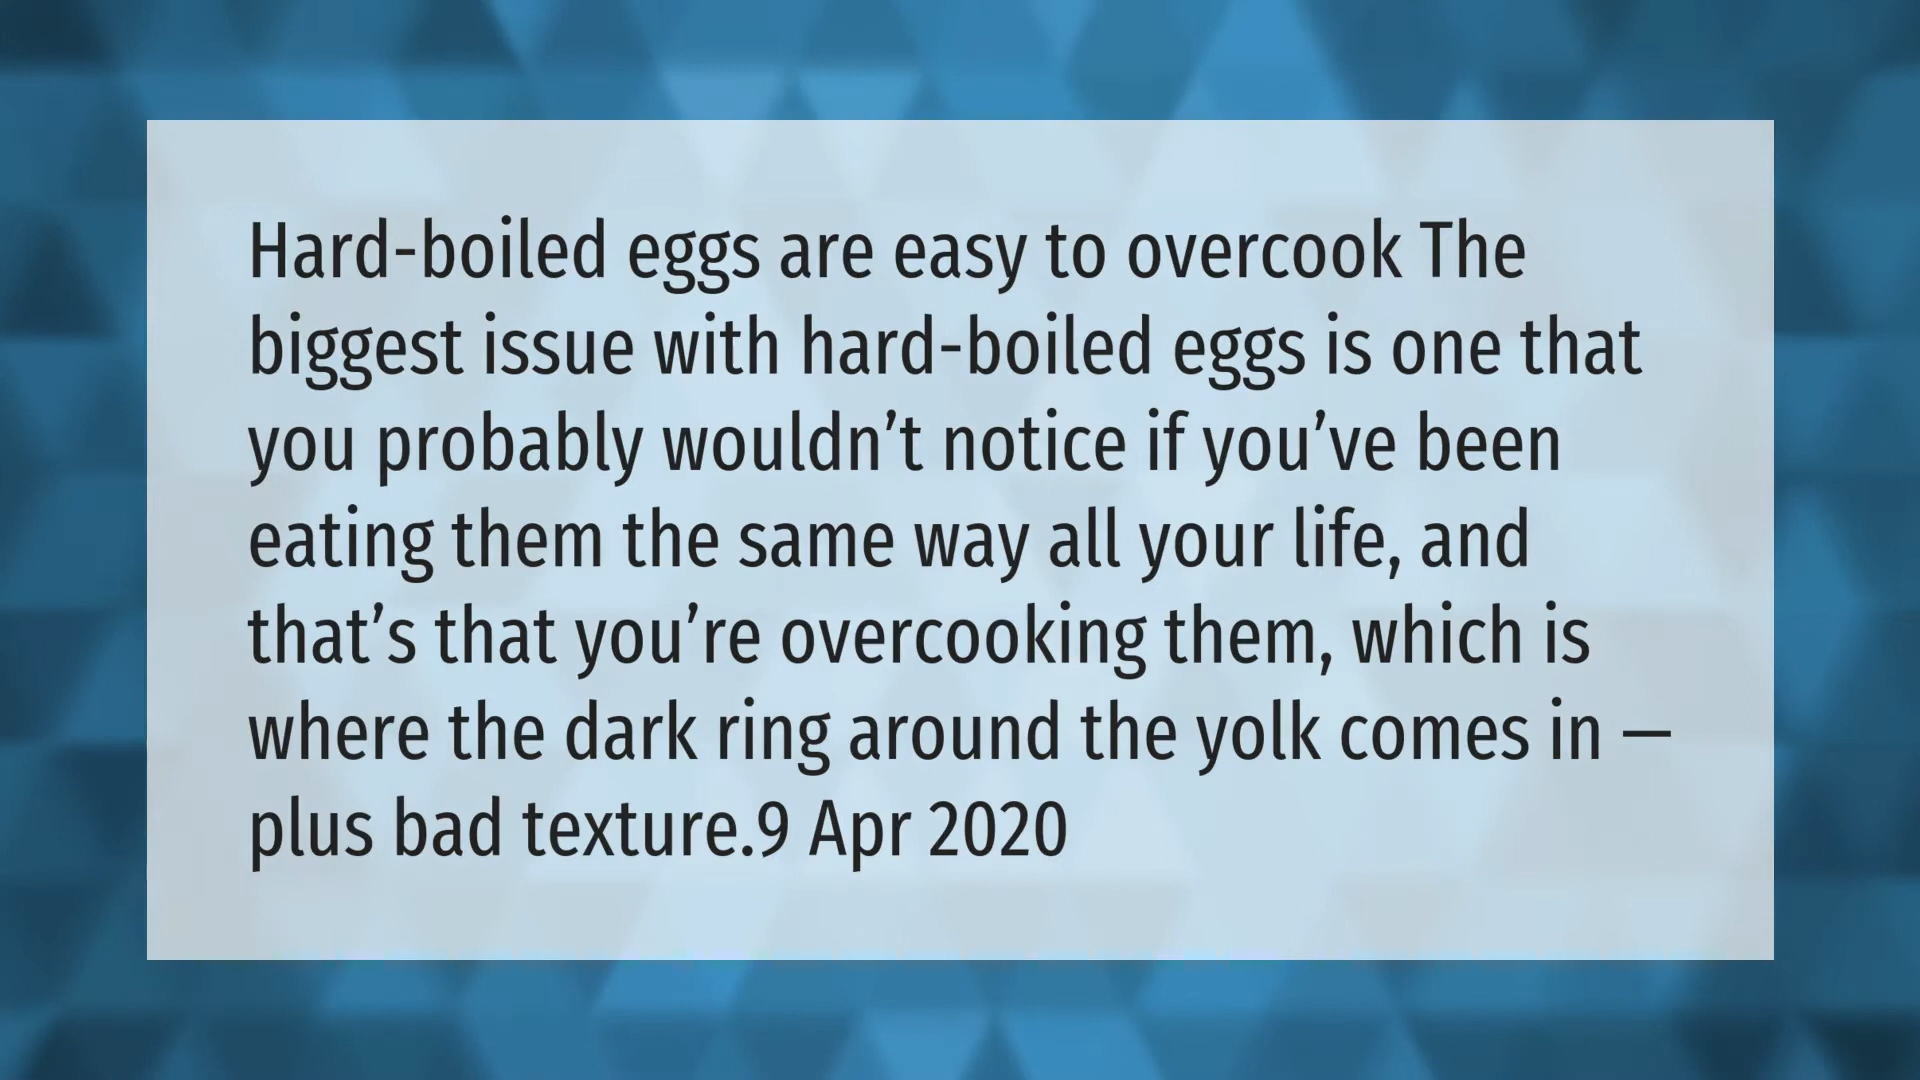 Hard-boiled eggs are easy to overcook The
biggest issue with hard-boiled eggs is one that
you probably wouldn’t notice if you’ve been
eating them the same way all your life, and
that’s that you’re overcooking them, which is
where the dark ring around the yolk comes in —
plus bad texture.9 Apr 2020